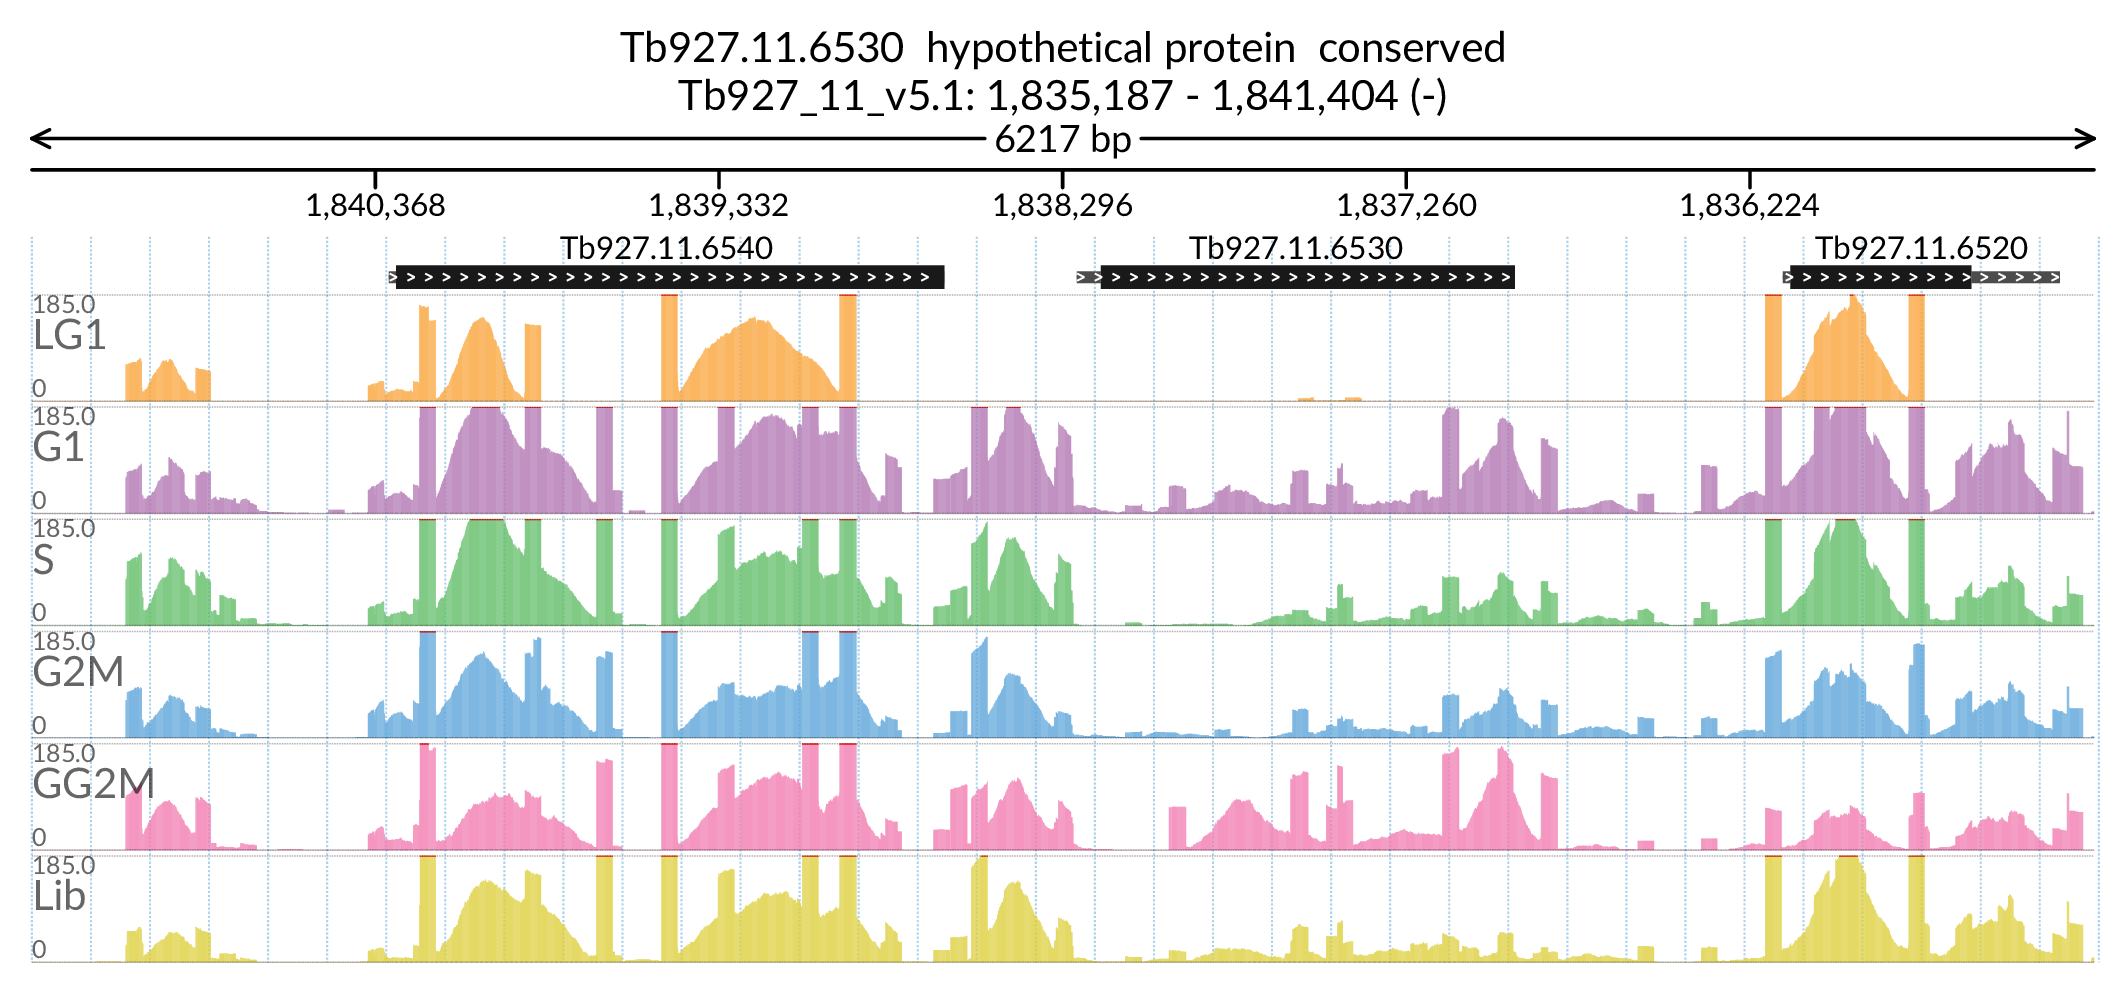 Tb927.11.6530  hypothetical protein  conserved
Tb927_11_v5.1: 1,835,187 - 1,841,404 (-)
6217 bp
1,840,368 1,839,332 1,838,296 1,837,260 1,836,224
Tb927.11.6540 Tb927.11.6530 Tb927.11.6520
185.0
LG1
0
185.0
G1
0
185.0
S
0
185.0
G2M
0
185.0
GG2M
0
185.0
Lib
0